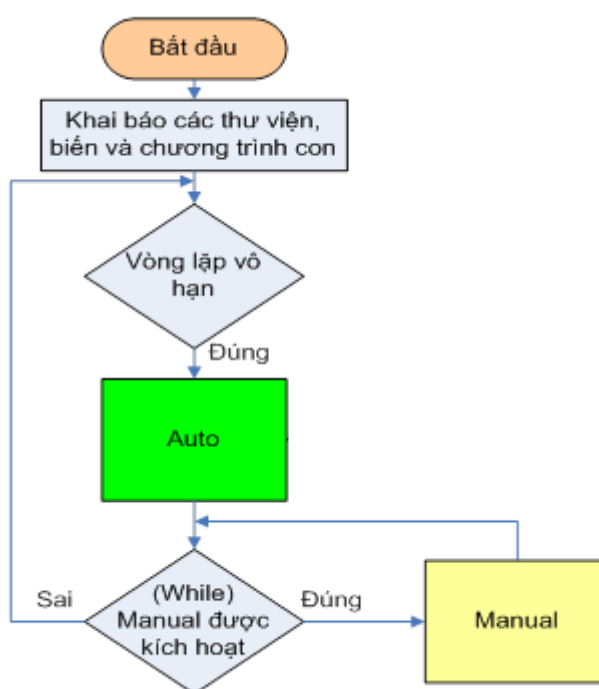 Bắt đầu
Khai báo các thư viện,
biến và chương trình con
Vòng lặp vô
hạn
Đúng
Auto
(While)
Manual được
kích hoạt
Sai
Đúng
Manual